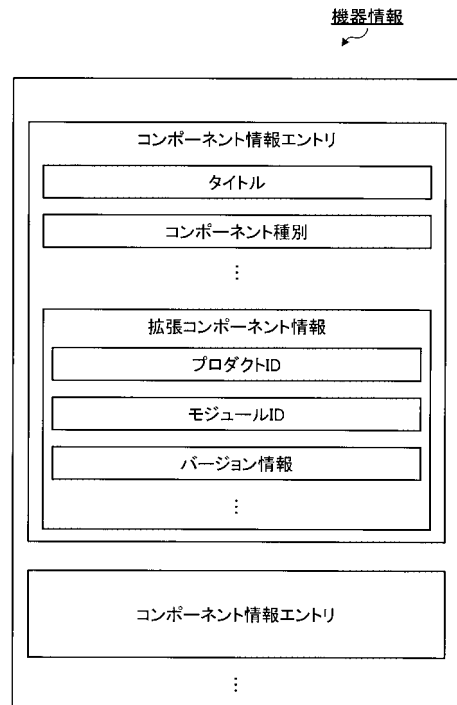 機器情報
コンポーネント情報エントリ
タイトル
コンポーネント種別
⋮
拡張コンポーネント情報
プロダクトID
モジュールID
バージョン情報
⋮
コンポーネント情報エントリ
⋮